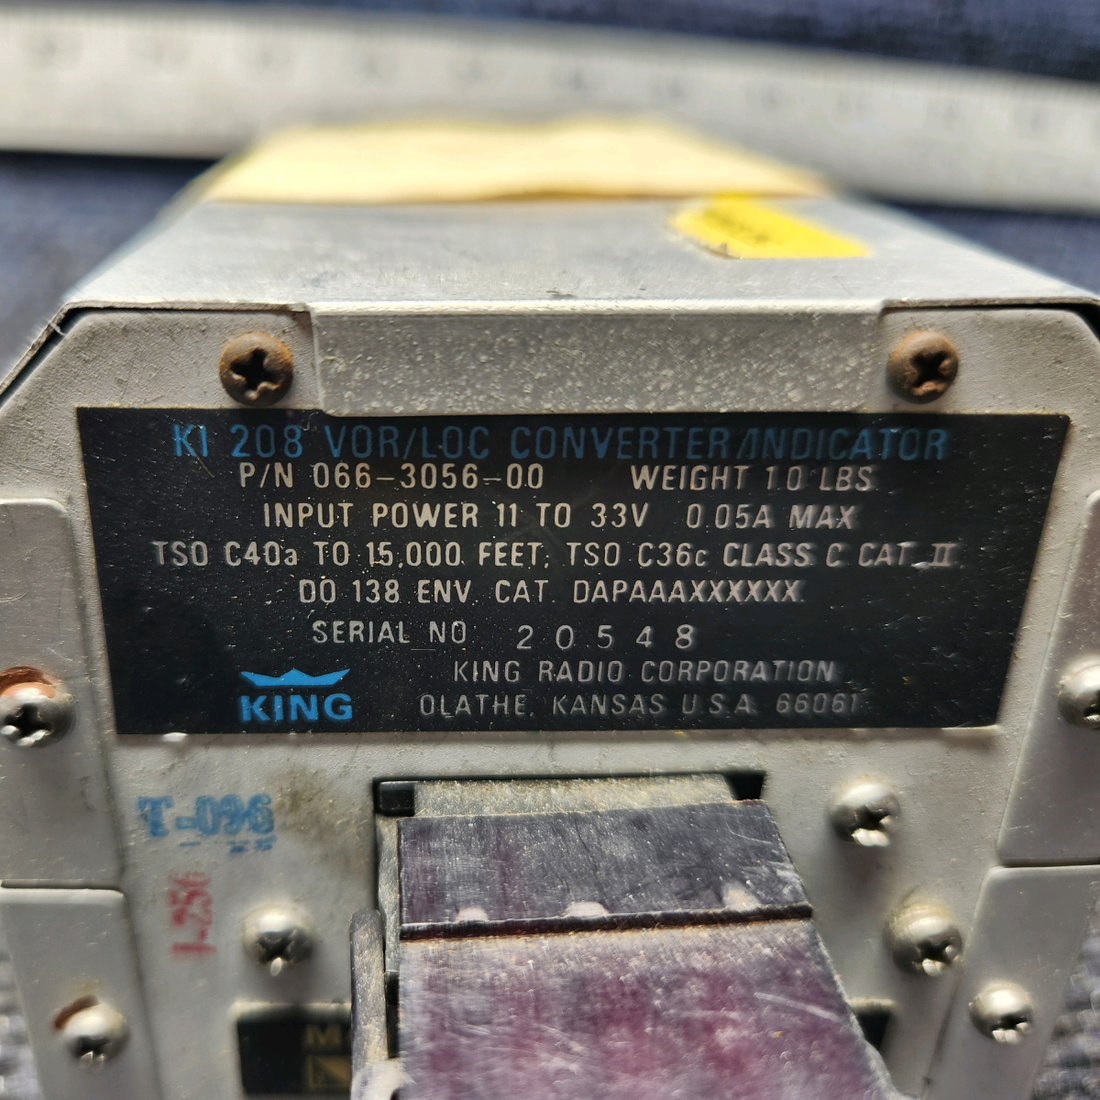 KI 208 VOR/LOC CONVERTER/INDICATOR
P/N 066-3056-00 WEIGHT 1.0 LBS.
INPUT POWER 11 TO 33V 0.05A MAX
TSO C40a TO 15,000 FEET; TSO C36c CLASS C CAT. II
DO 138 ENV. CAT. DAPAAAXXXXXX
SERIAL NO 20548
KING RADIO CORPORATION
KING OLATHE, KANSAS U.S.A. 66061
T-096
1-256